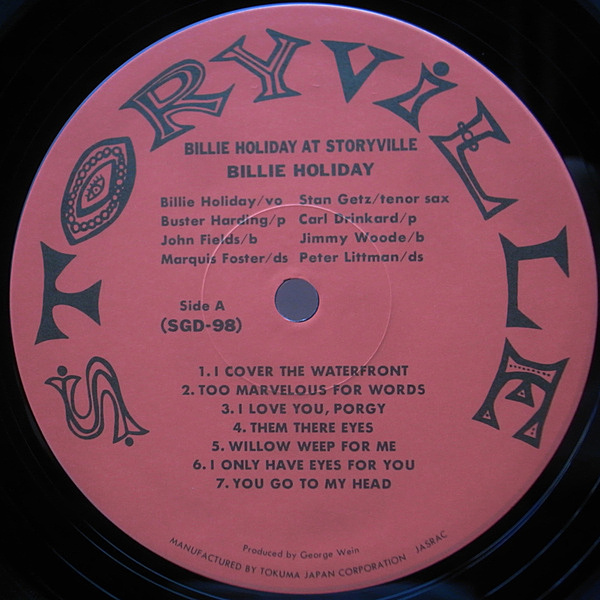 STORYVILLE
BILLIE HOLIDAY AT STORYVILLE
BILLIE HOLIDAY
Billie Holiday/vo Stan Getz/tenor sax
Buster Harding/p Carl Drinkard/p
John Fields/b Jimmy Woode/b
Marquis Foster/ds Peter Littman/ds
Side A
(SGD-98)
1. I COVER THE WATERFRONT
2. TOO MARVELOUS FOR WORDS
3. I LOVE YOU, PORGY
4. THEM THERE EYES
5. WILLOW WEEP FOR ME
6. I ONLY HAVE EYES FOR YOU
7. YOU GO TO MY HEAD
Produced by George Wein
MANUFACTURED BY TOKUMA JAPAN CORPORATION JASRAC